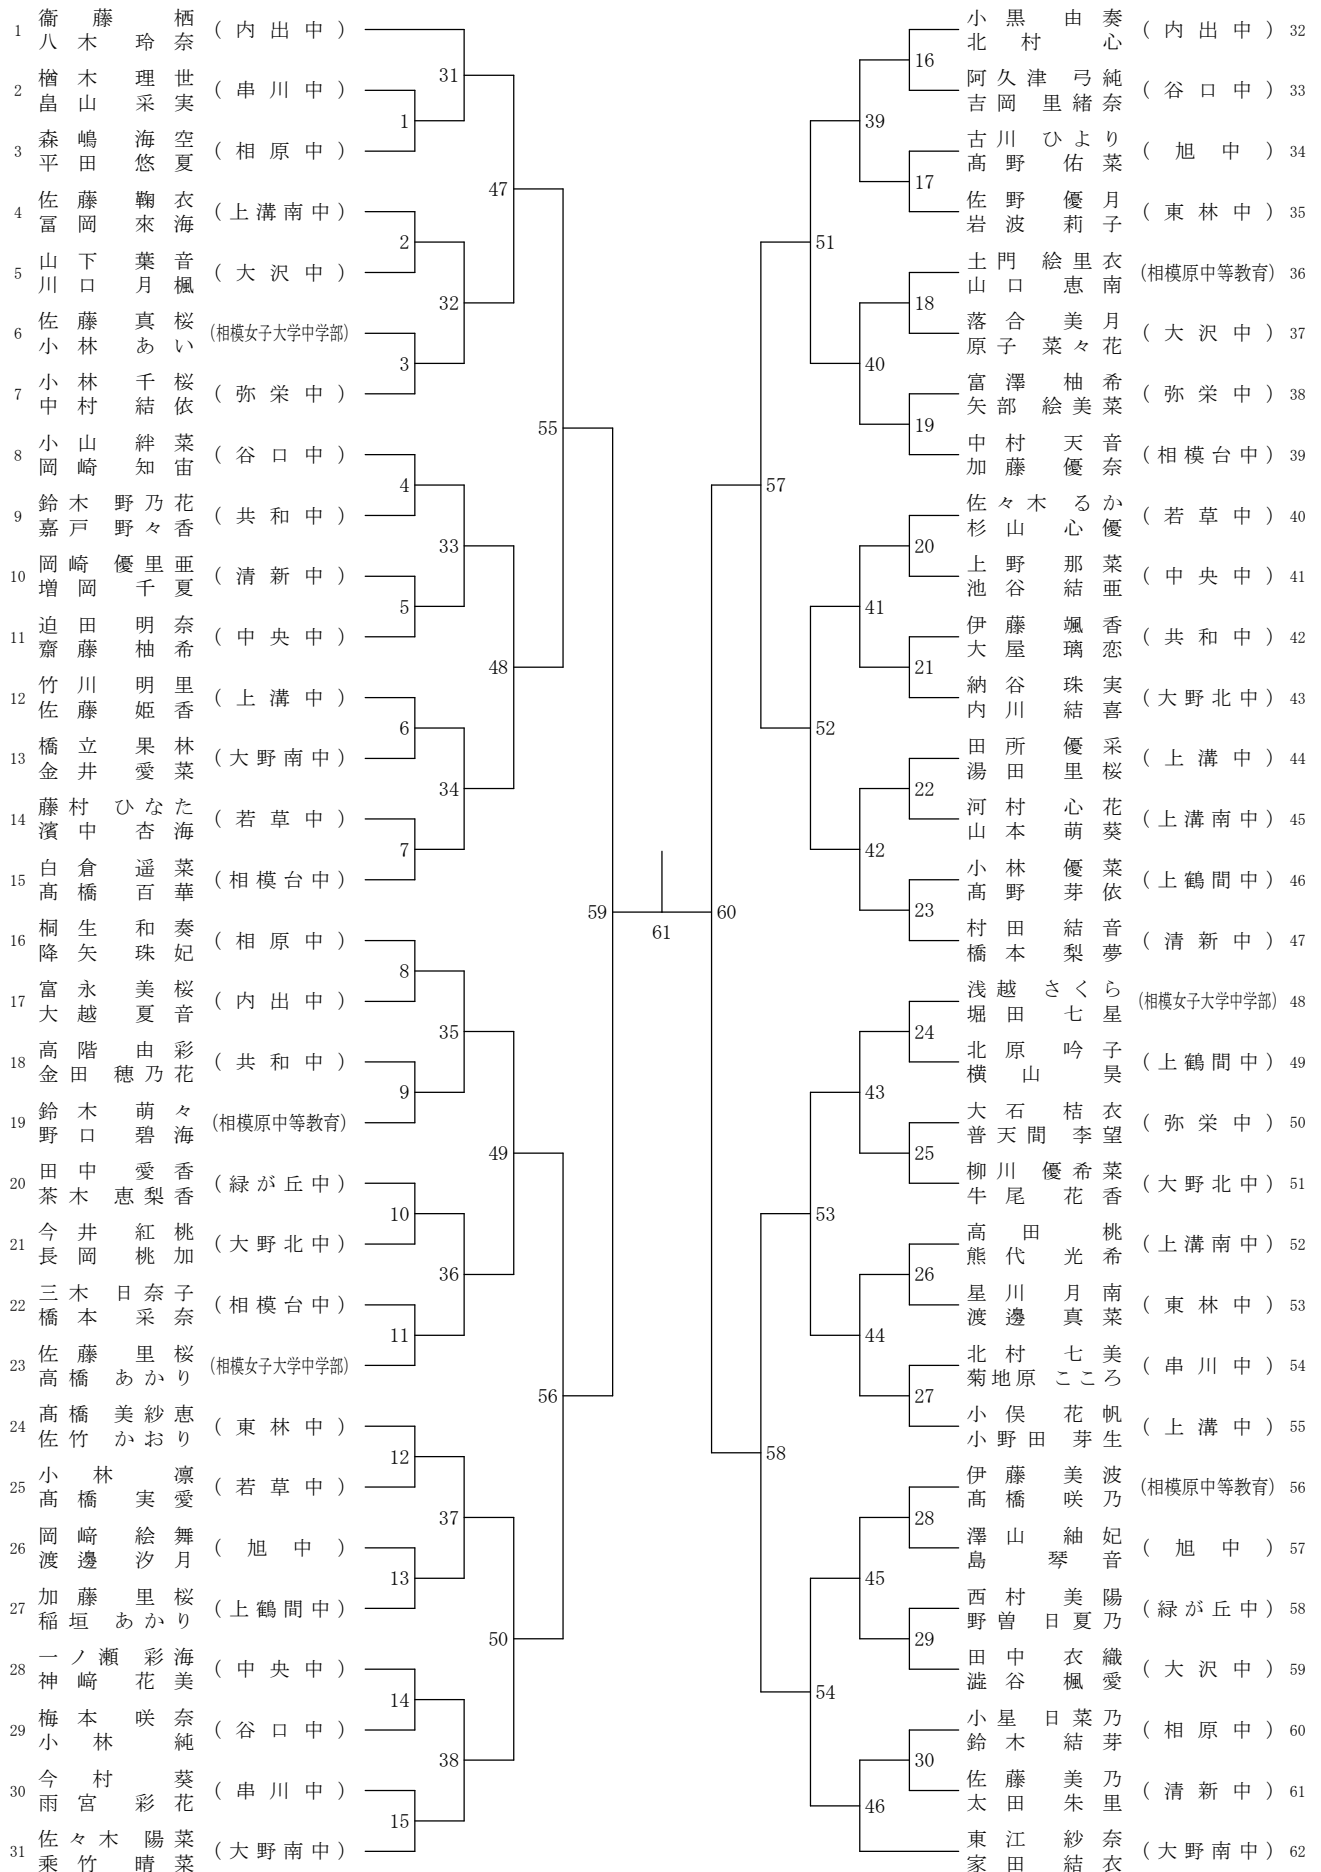 1 衞藤 栖 (内出中)
八木 玲奈
2 楢木 理世 (串川中)
畠山 采実
3 森嶋 海空 (相原中)
平田 悠夏
4 佐藤 鞠衣 (上溝南中)
冨岡 來海
5 山下 葉音 (大沢中)
川口 月楓
6 佐藤 真桜 (相模女子大学中学部)
小林 あい
7 小林 千桜 (弥栄中)
中村 結依
8 小山 絆菜 (谷口中)
岡崎 知宙
9 鈴木 野乃花 (共和中)
嘉戸 野々香
10 岡崎 優里亜 (清新中)
増岡 千夏
11 迫田 明奈 (中央中)
齋藤 柚希
12 竹川 明里 (上溝中)
佐藤 姫香
13 橋立 果林 (大野南中)
金井 愛菜
14 藤村 ひなた (若草中)
濱中 杏海
15 白倉 遥菜 (相模台中)
髙橋 百華
16 桐生 和奏 (相原中)
降矢 珠妃
17 富永 美桜 (内出中)
大越 夏音
18 高階 由彩 (共和中)
金田 穂乃花
19 鈴木 萌々 (相模原中等教育)
野口 碧海
20 田中 愛香 (緑が丘中)
茶木 恵梨香
21 今井 紅桃 (大野北中)
長岡 桃加
22 三木 日奈子 (相模台中)
橋本 采奈
23 佐藤 里桜 (相模女子大学中学部)
高橋 あかり
24 髙橋 美紗恵 (東林中)
佐竹 かおり
25 小林 凛 (若草中)
髙橋 実愛
26 岡﨑 絵舞 (旭中)
渡邊 汐月
27 加藤 里桜 (上鶴間中)
稲垣 あかり
28 一ノ瀬 彩海 (中央中)
神﨑 花美
29 梅本 咲奈 (谷口中)
小林 純
30 今村 葵 (串川中)
雨宮 彩花
31 佐々木 陽菜 (大野南中)
乘竹 晴菜
31
1
47
2
32
3
55
4
33
5
48
6
34
7
59
8
35
9
49
10
36
11
56
12
37
13
50
14
38
15
61
60
16
39
17
51
18
40
19
57
20
41
21
52
22
42
23
24
43
25
53
26
44
27
58
28
45
29
54
30
46
小黒 由奏 (内出中) 32
北村 心
阿久津 弓純 (谷口中) 33
吉岡 里緒奈
古川 ひより (旭中) 34
髙野 佑菜
佐野 優月 (東林中) 35
岩波 莉子
土門 絵里衣 (相模原中等教育) 36
山口 恵南
落合 美月 (大沢中) 37
原子 菜々花
富澤 柚希 (弥栄中) 38
矢部 絵美菜
中村 天音 (相模台中) 39
加藤 優奈
佐々木 るか (若草中) 40
杉山 心優
上野 那菜 (中央中) 41
池谷 結亜
伊藤 颯香 (共和中) 42
大屋 璃恋
納谷 珠実 (大野北中) 43
内川 結喜
田所 優采 (上溝中) 44
湯田 里桜
河村 心花 (上溝南中) 45
山本 萌葵
小林 優菜 (上鶴間中) 46
髙野 芽依
村田 結音 (清新中) 47
橋本 梨夢
浅越 さくら (相模女子大学中学部) 48
堀田 七星
北原 吟子 (上鶴間中) 49
横山 昊
大石 桔衣 (弥栄中) 50
普天間 李望
柳川 優希菜 (大野北中) 51
牛尾 花香
高田 桃 (上溝南中) 52
熊代 光希
星川 月南 (東林中) 53
渡邊 真菜
北村 七美 (串川中) 54
菊地原 こころ
小俣 花帆 (上溝中) 55
小野田 芽生
伊藤 美波 (相模原中等教育) 56
髙橋 咲乃
澤山 紬妃 (旭中) 57
島 琴音
西村 美陽 (緑が丘中) 58
野曽 日夏乃
田中 衣織 (大沢中) 59
澁谷 楓愛
小星 日菜乃 (相原中) 60
鈴木 結芽
佐藤 美乃 (清新中) 61
太田 朱里
東江 紗奈 (大野南中) 62
家田 結衣